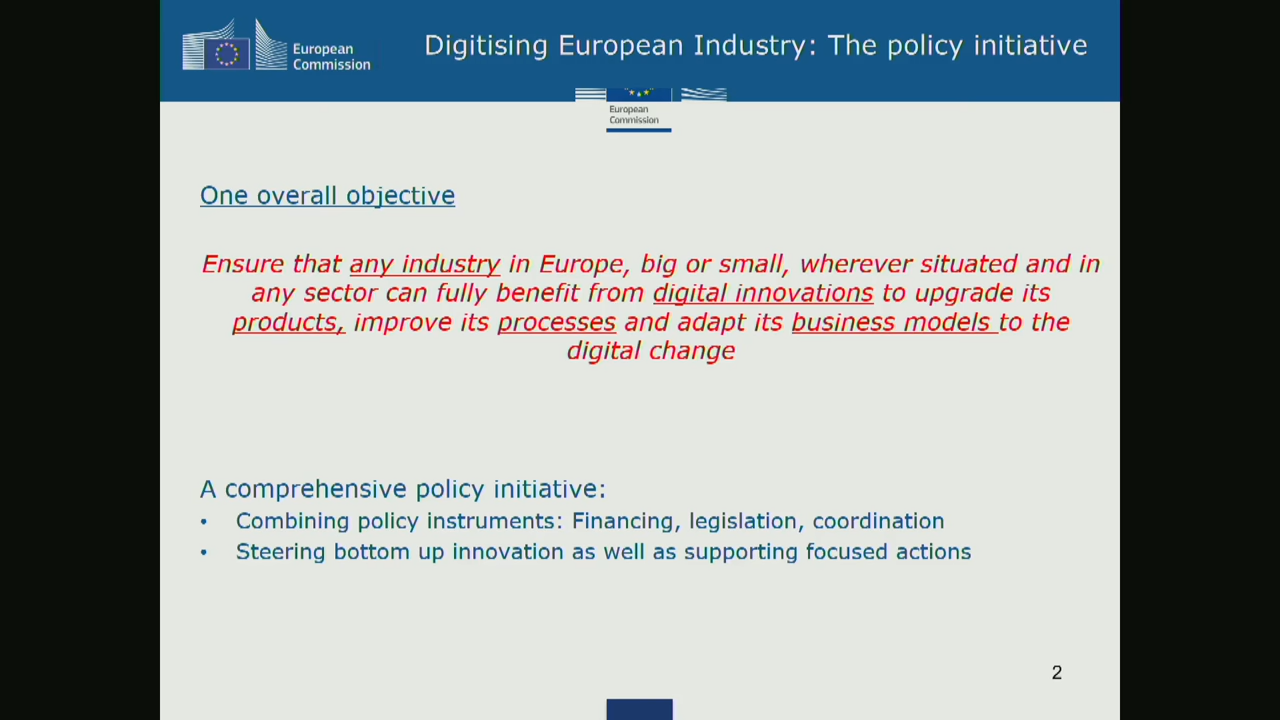 European
Commission
Digitising European Industry: The policy initiative
European
Commission
One overall objective
Ensure that any industry in Europe, big or small, wherever situated and in
any sector can fully benefit from digital innovations to upgrade its
products, improve its processes and adapt its business models to the
digital change
A comprehensive policy initiative:
• Combining policy instruments: Financing, legislation, coordination
• Steering bottom up innovation as well as supporting focused actions
2